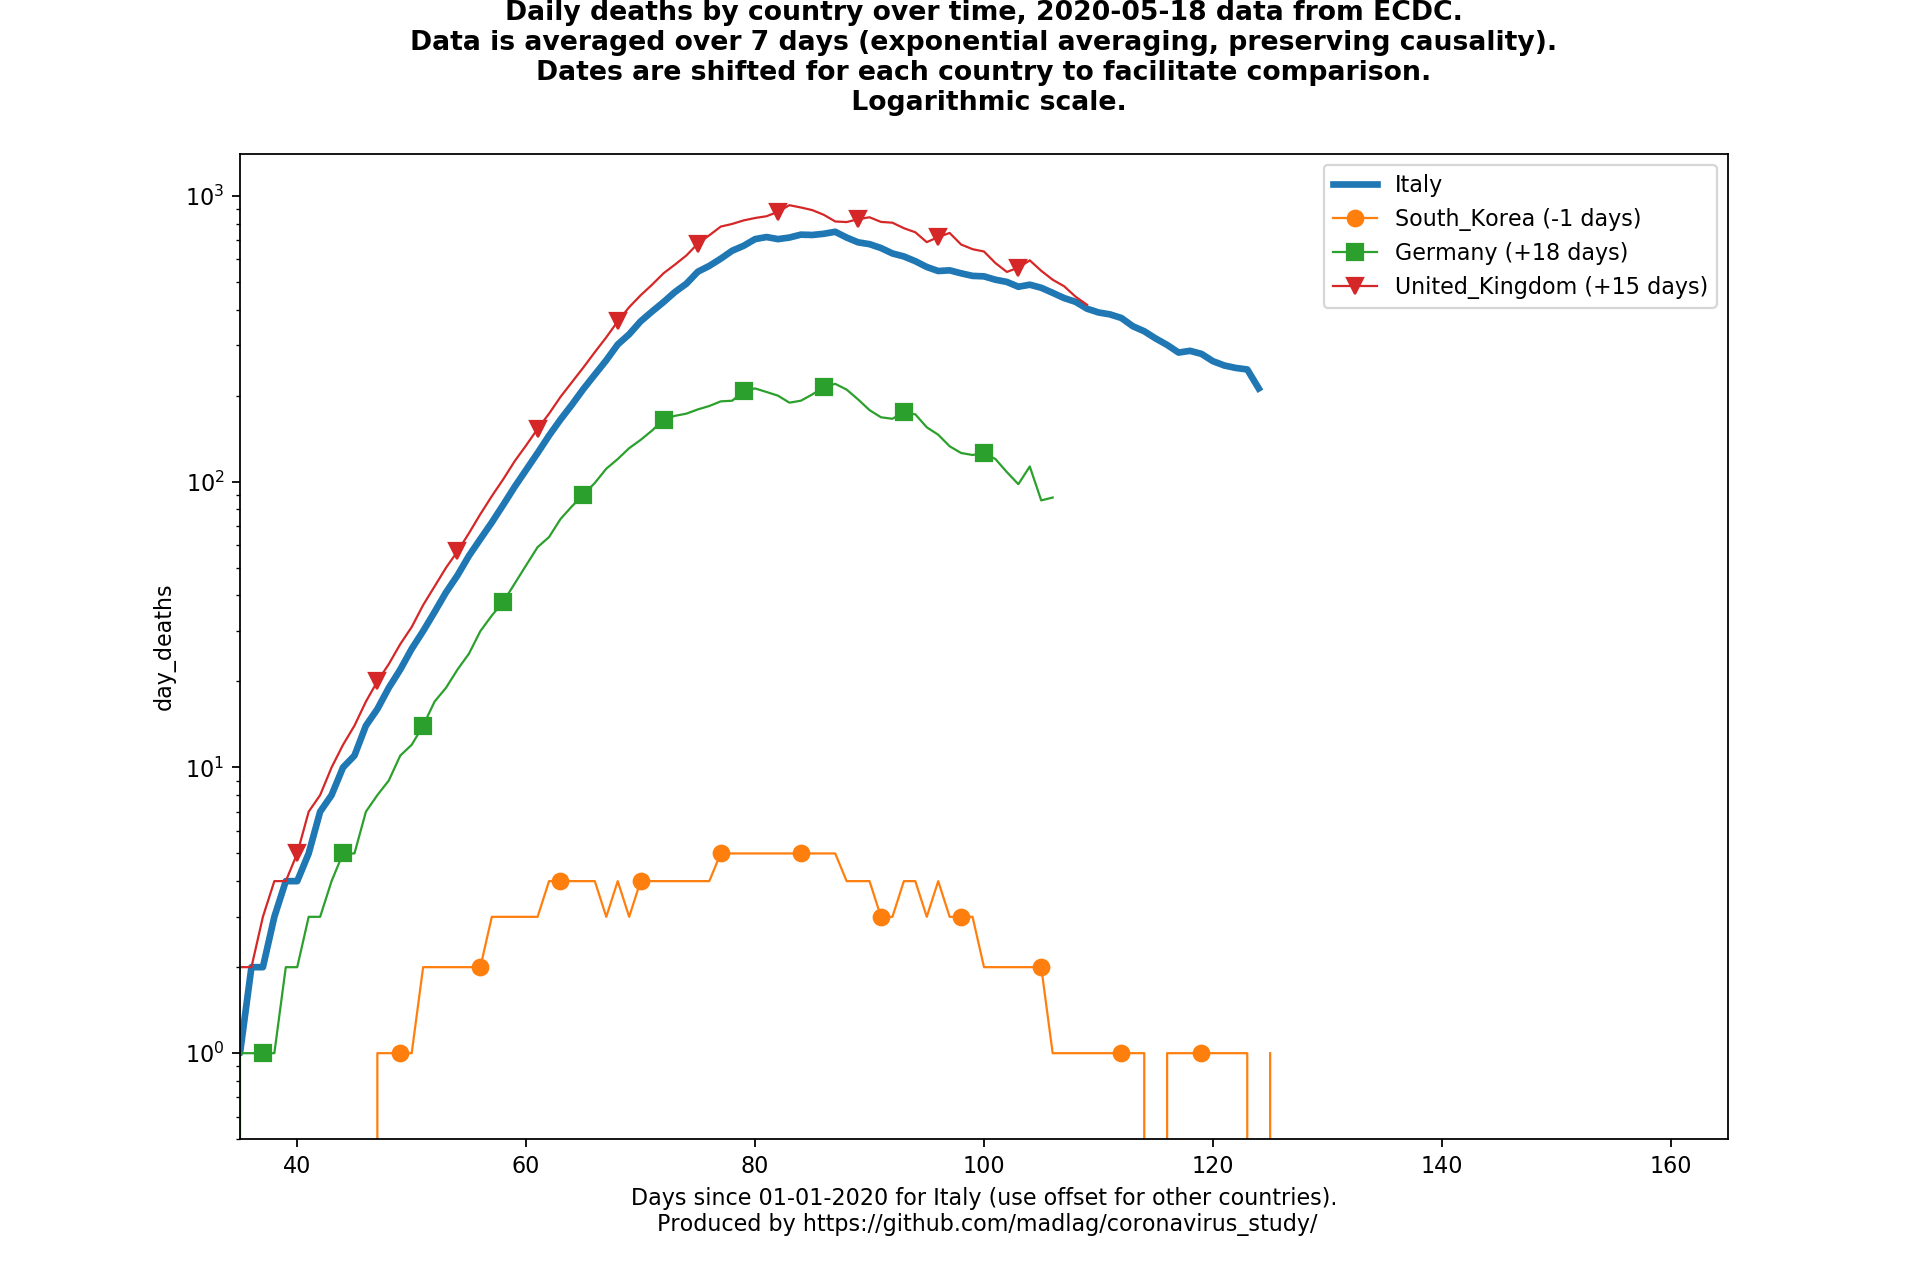 Daily deaths by country over time, 2020-05-18 data from ECDC.
Data is averaged over 7 days (exponential averaging, preserving causality).
Dates are shifted for each country to facilitate comparison.
Logarithmic scale.
Italy
South_Korea (-1 days)
Germany (+18 days)
United_Kingdom (+15 days)
10³
10²
10¹
10⁰
day_deaths
40 60 80 100 120 140 160
Days since 01-01-2020 for Italy (use offset for other countries).
Produced by https://github.com/madlag/coronavirus_study/